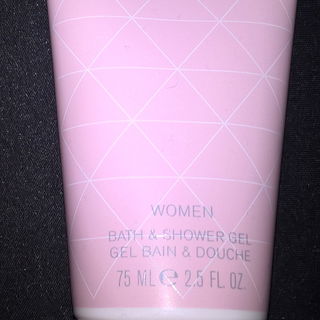 WOMEN
BATH & SHOWER GEL
GEL BAIN & DOUCHE
75 ML ℮ 2.5 FL. OZ.